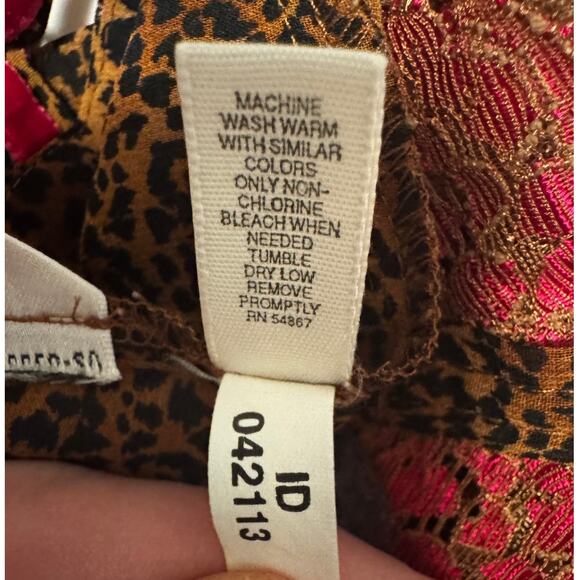 MACHINE
WASH WARM
WITH SIMILAR
COLORS
ONLY NON-
CHLORINE
BLEACH WHEN
NEEDED
TUMBLE
DRY LOW
REMOVE
PROMPTLY
RN 54867
ID
042113